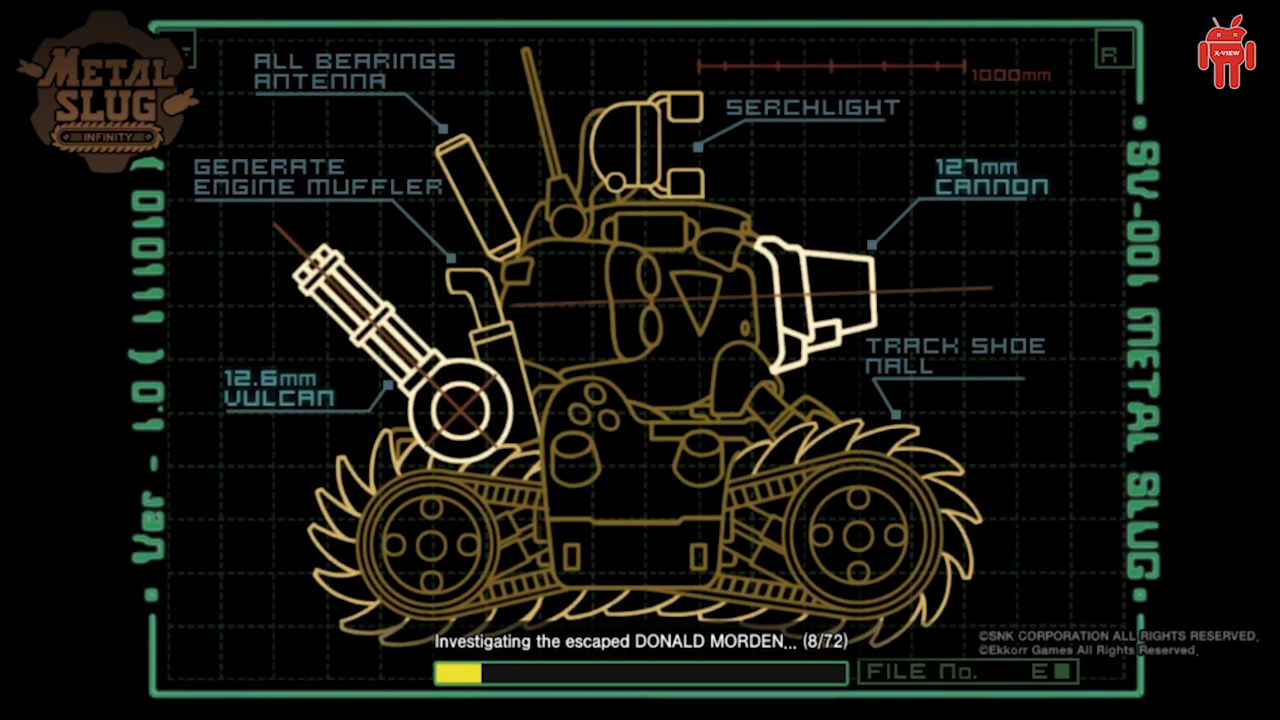 METAL
SLUG
INFINITY
ALL BEARINGS
ANTENNA
R
1000mm
X-VIEW
SERCHLIGHT
GENERATE
ENGINE MUFFLER
127mm
CANNON
12.6mm
VULCAN
TRACK SHOE
NALL
Ver - 1.0 ( 111010 )
SV-001 METAL SLUG
Investigating the escaped DONALD MORDEN... (8/72)
©SNK CORPORATION ALL RIGHTS RESERVED.
©Ekkorr Games All Rights Reserved.
FILE No. E